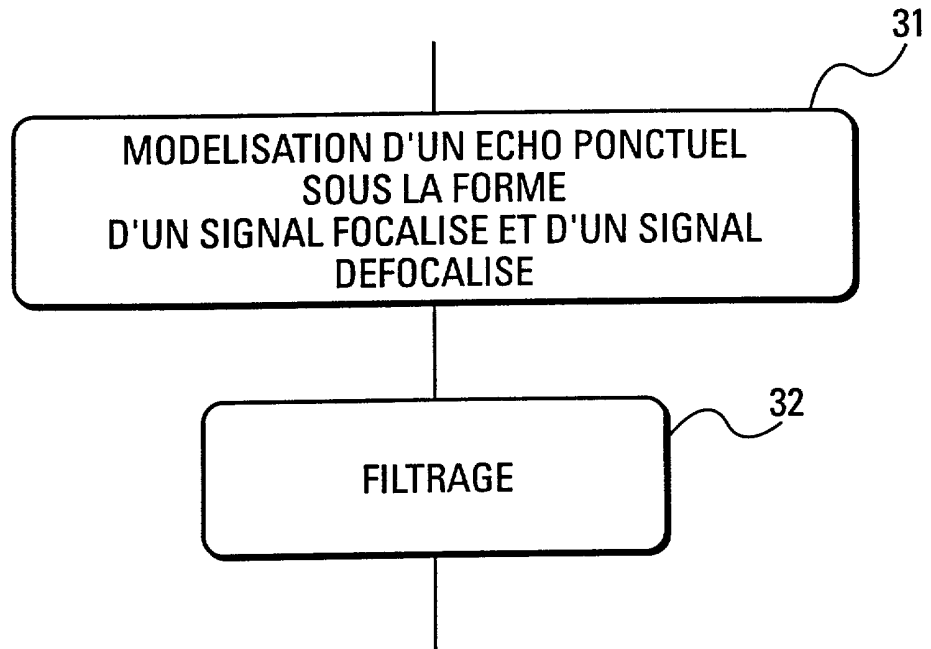 31
MODELISATION D'UN ECHO PONCTUEL
SOUS LA FORME
D'UN SIGNAL FOCALISE ET D'UN SIGNAL
DEFOCALISE
32
FILTRAGE